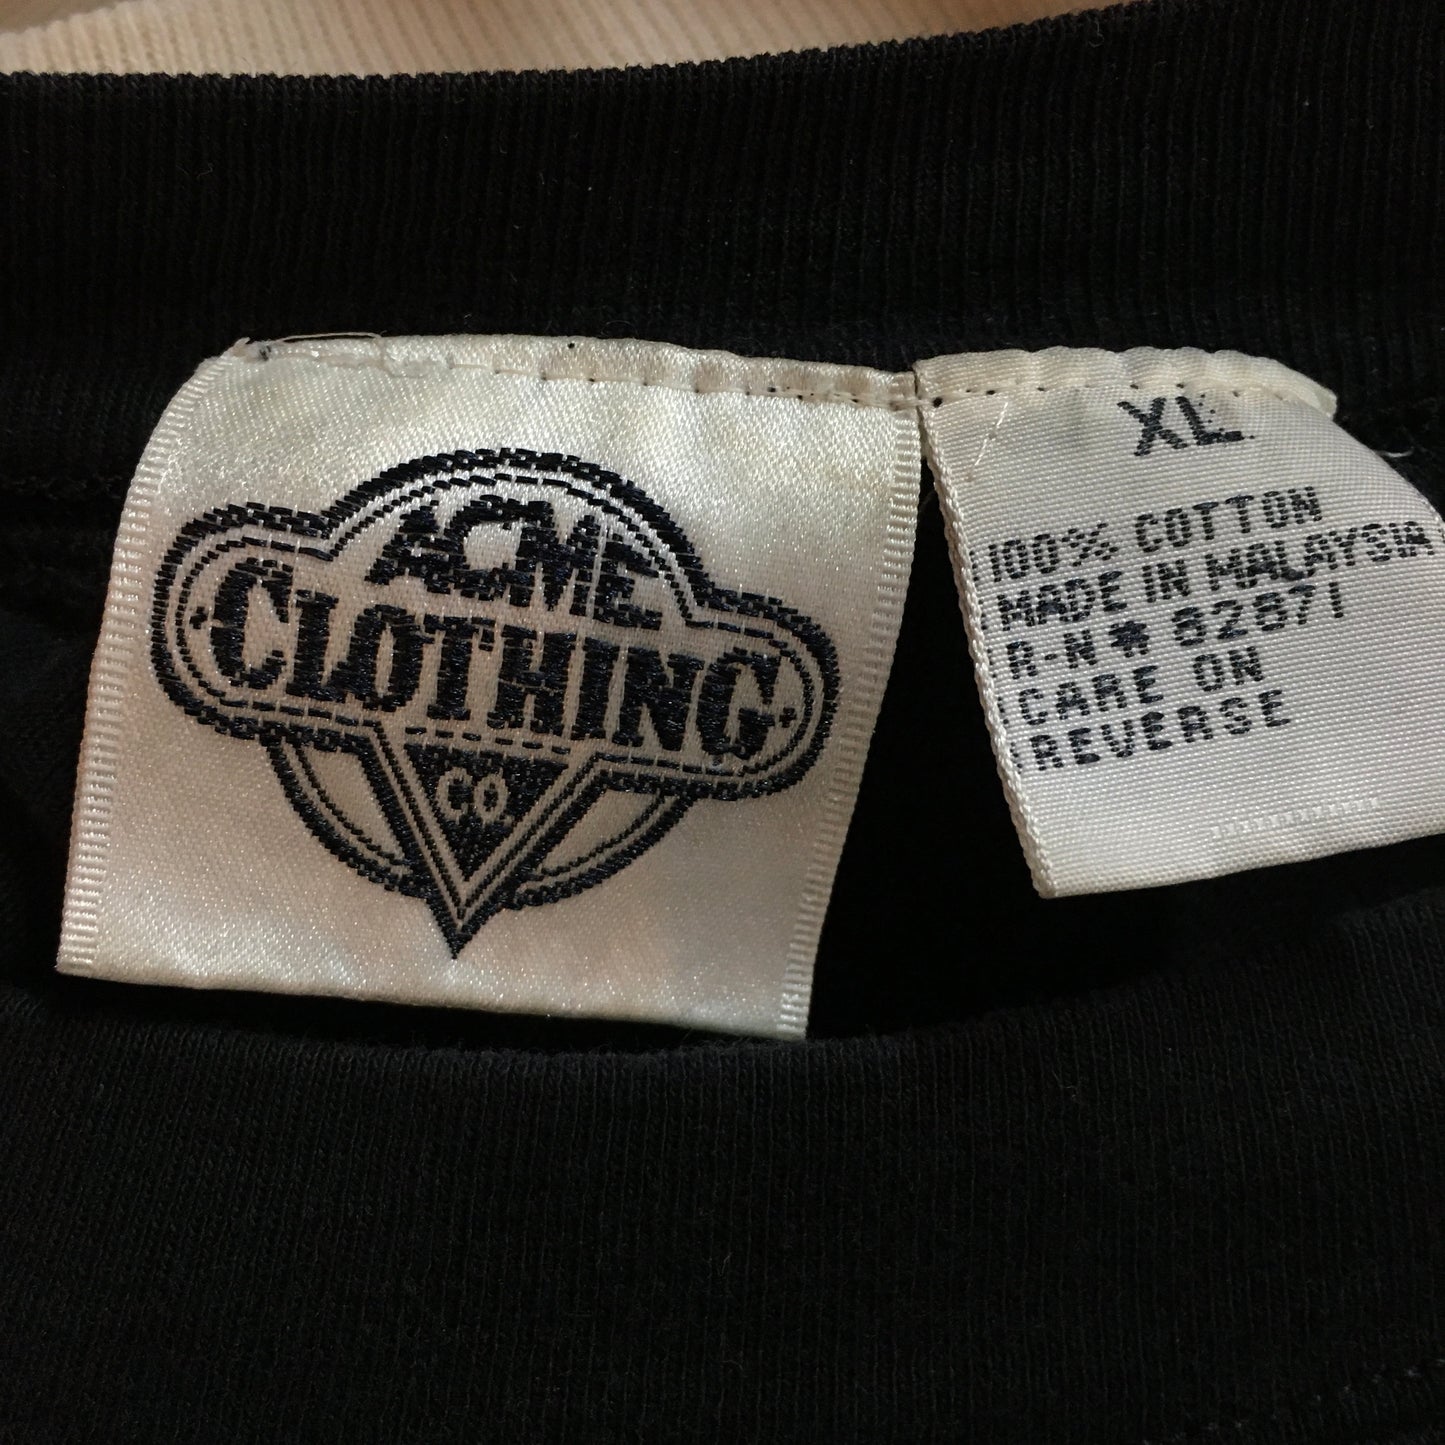 ACME
CLOTHING
CO.
XL
100% COTTON
MADE IN MALAYSIA
R-N# 82871
CARE ON
REVERSE